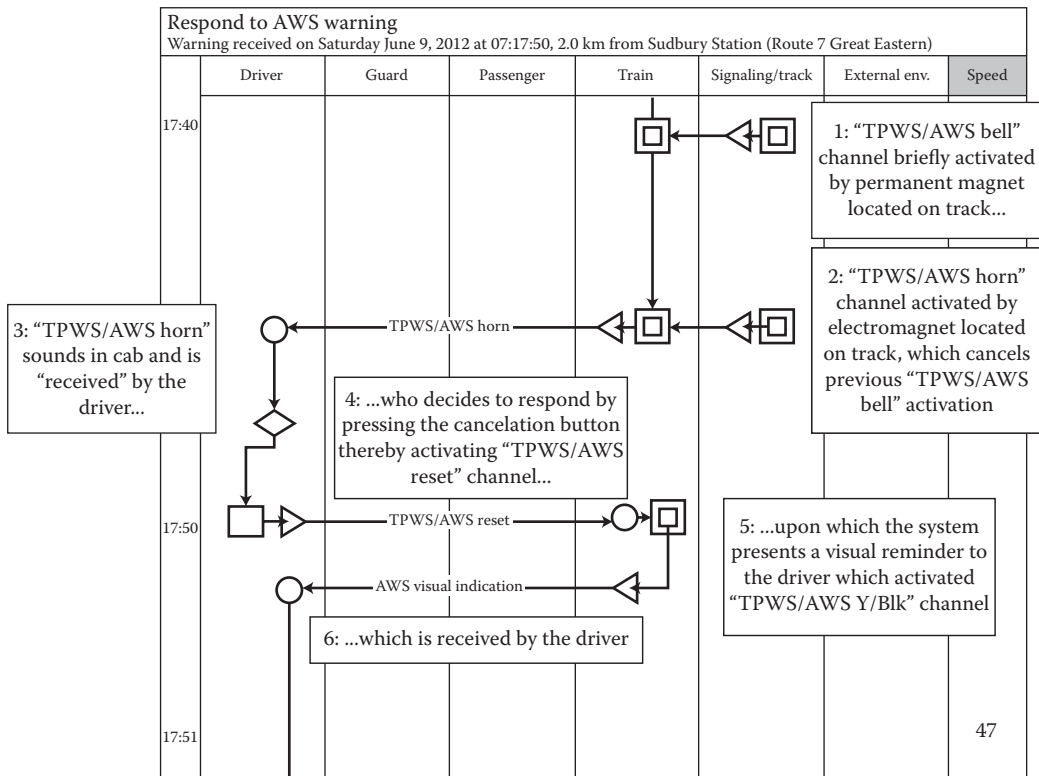 Respond to AWS warning
Warning received on Saturday June 9, 2012 at 07:17:50, 2.0 km from Sudbury Station (Route 7 Great Eastern)
Driver
Guard
Passenger
Train
Signaling/track
External env.
Speed
17:40
1: “TPWS/AWS bell”
channel briefly activated
by permanent magnet
located on track...
2: “TPWS/AWS horn”
channel activated by
electromagnet located
on track, which cancels
previous “TPWS/AWS
bell” activation
3: “TPWS/AWS horn”
sounds in cab and is
“received” by the
driver...
TPWS/AWS horn
4: ...who decides to respond by
pressing the cancelation button
thereby activating “TPWS/AWS
reset” channel...
17:50
TPWS/AWS reset
5: ...upon which the system
presents a visual reminder to
the driver which activated
“TPWS/AWS Y/Blk” channel
AWS visual indication
6: ...which is received by the driver
17:51
47